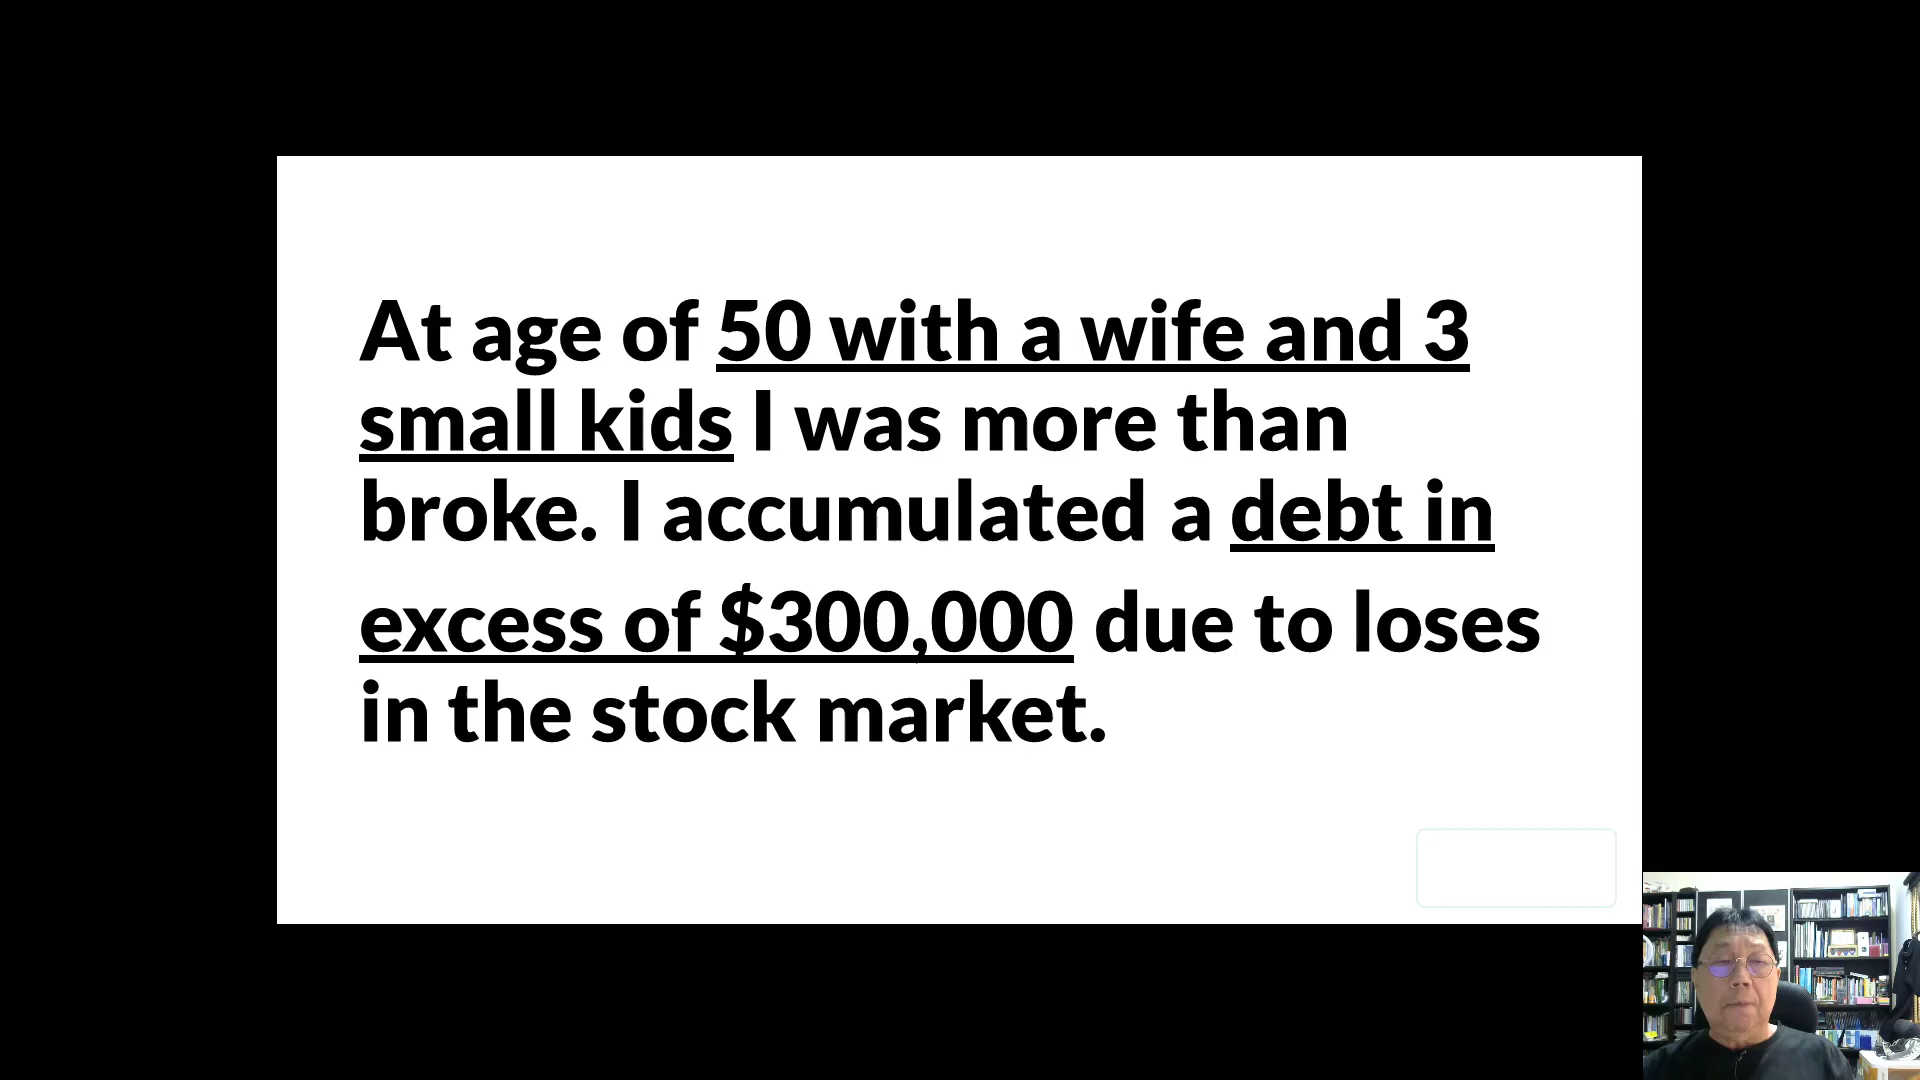 At age of 50 with a wife and 3
small kids I was more than
broke. I accumulated a debt in
excess of $300,000 due to loses
in the stock market.